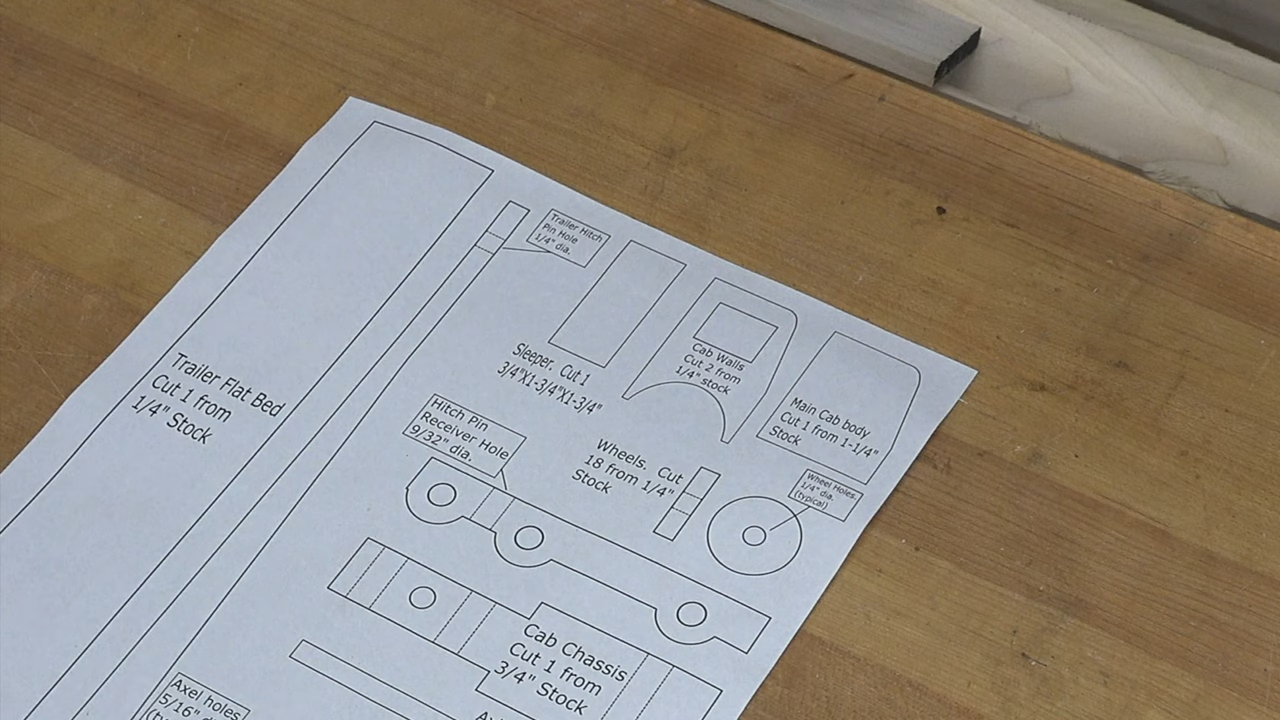 Trailer Hitch
Pin Hole
1/4" dia.
Sleeper, Cut 1
3/4"X1-3/4"X1-3/4"
Cab Walls
Cut 2 from
1/4" stock
Main Cab body
Cut 1 from 1-1/4"
Stock
Trailer Flat Bed
Cut 1 from
1/4" Stock
Hitch Pin
Receiver Hole
9/32" dia.
Wheels, Cut
18 from 1/4"
Stock
Wheel Holes,
1/4" dia.
(typical)
Cab Chassis
Cut 1 from
3/4" Stock
Axel holes
5/16"